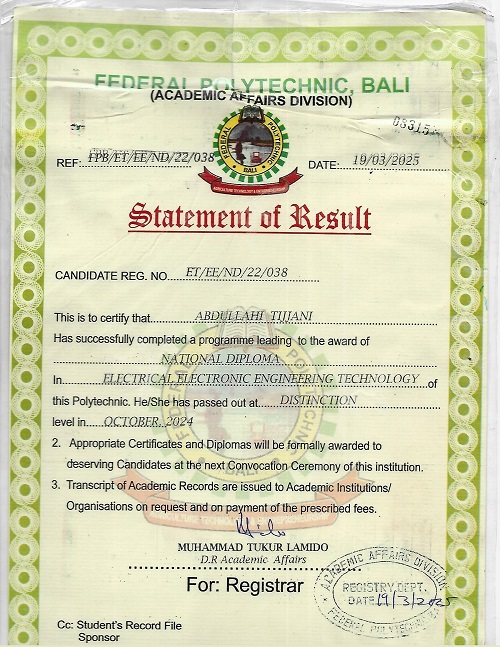 FEDERAL POLYTECHNIC, BALI
(ACADEMIC AFFAIRS DIVISION)
FEDERAL POLYTECHNIC
BALI
REF: FPB/ET/EE/ND/22/038
DATE: 19/03/2025
Statement of Result
CANDIDATE REG. NO. ET/EE/ND/22/038
This is to certify that ABDULLAHI TIJJANI
Has successfully completed a programme leading to the award of
NATIONAL DIPLOMA
In ELECTRICAL ELECTRONIC ENGINEERING TECHNOLOGY of
this Polytechnic. He/She has passed out at DISTINCTION
level in OCTOBER, 2024
2. Appropriate Certificates and Diplomas will be formally awarded to
deserving Candidates at the next Convocation Ceremony of this institution.
3. Transcript of Academic Records are issued to Academic Institutions/
Organisations on request and on payment of the prescribed fees.
MUHAMMAD TUKUR LAMIDO
D.R Academic Affairs
For: Registrar
ACADEMIC AFFAIRS DIVISION
REGISTRY DEPT.
DATE 19/3/2025
FEDERAL POLYTECHNIC
Cc: Student's Record File
Sponsor